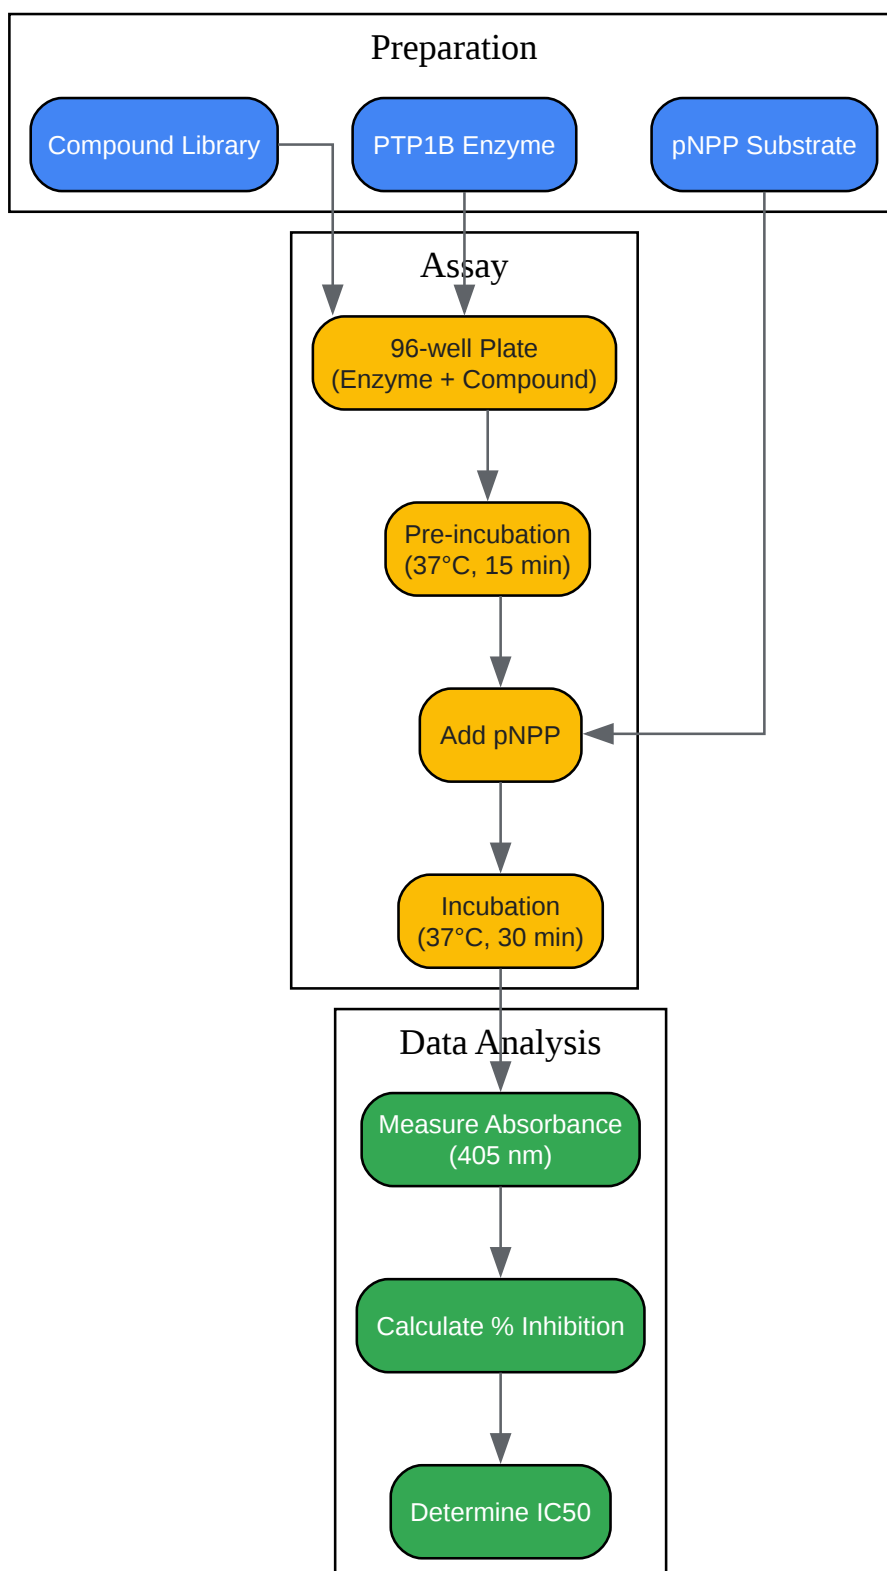 Preparation
Compound Library
PTP1B Enzyme
pNPP Substrate
Assay
96-well Plate
(Enzyme + Compound)
Pre-incubation
(37°C, 15 min)
Add pNPP
Incubation
(37°C, 30 min)
Data Analysis
Measure Absorbance
(405 nm)
Calculate % Inhibition
Determine IC50